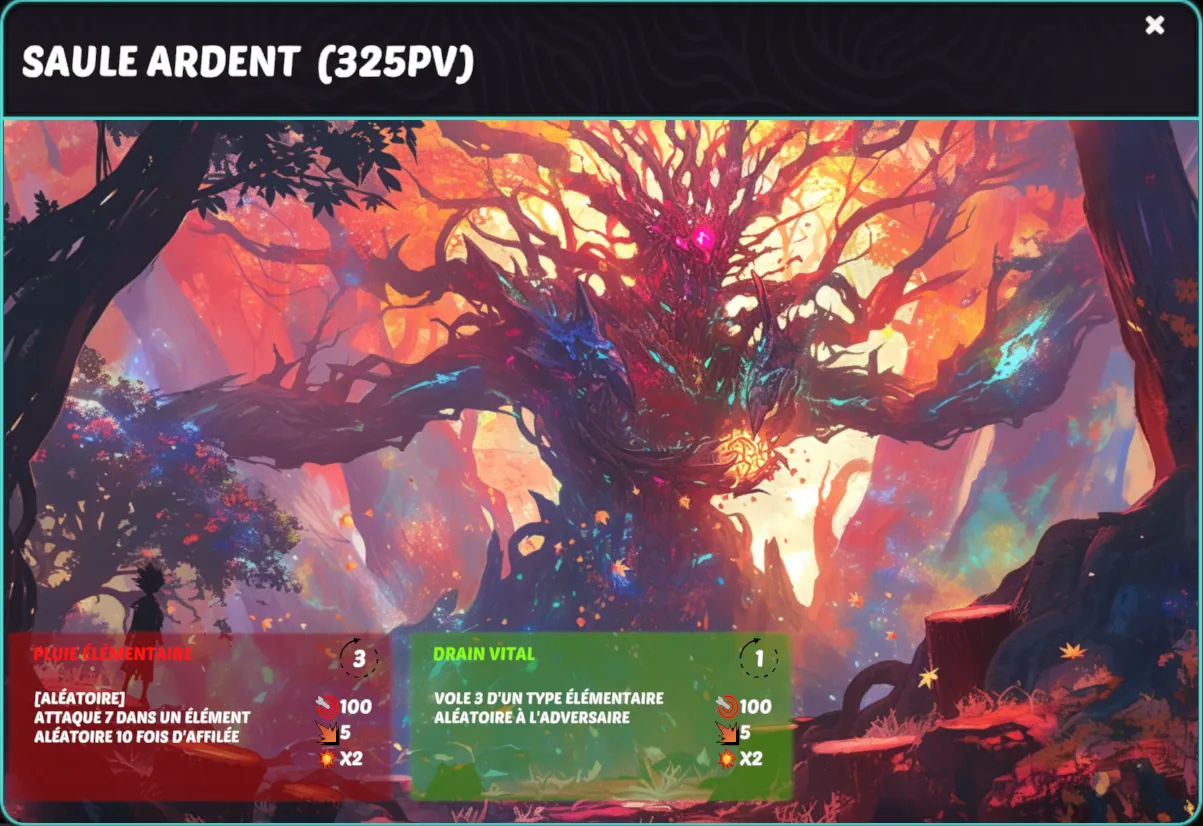 SAULE ARDENT (325PV)
PLUIE ÉLÉMENTAIRE
3
[ALÉATOIRE]
ATTAQUE 7 DANS UN ÉLÉMENT
ALÉATOIRE 10 FOIS D'AFFILÉE
100
5
X2
DRAIN VITAL
1
VOLE 3 D'UN TYPE ÉLÉMENTAIRE
ALÉATOIRE À L'ADVERSAIRE
100
5
X2